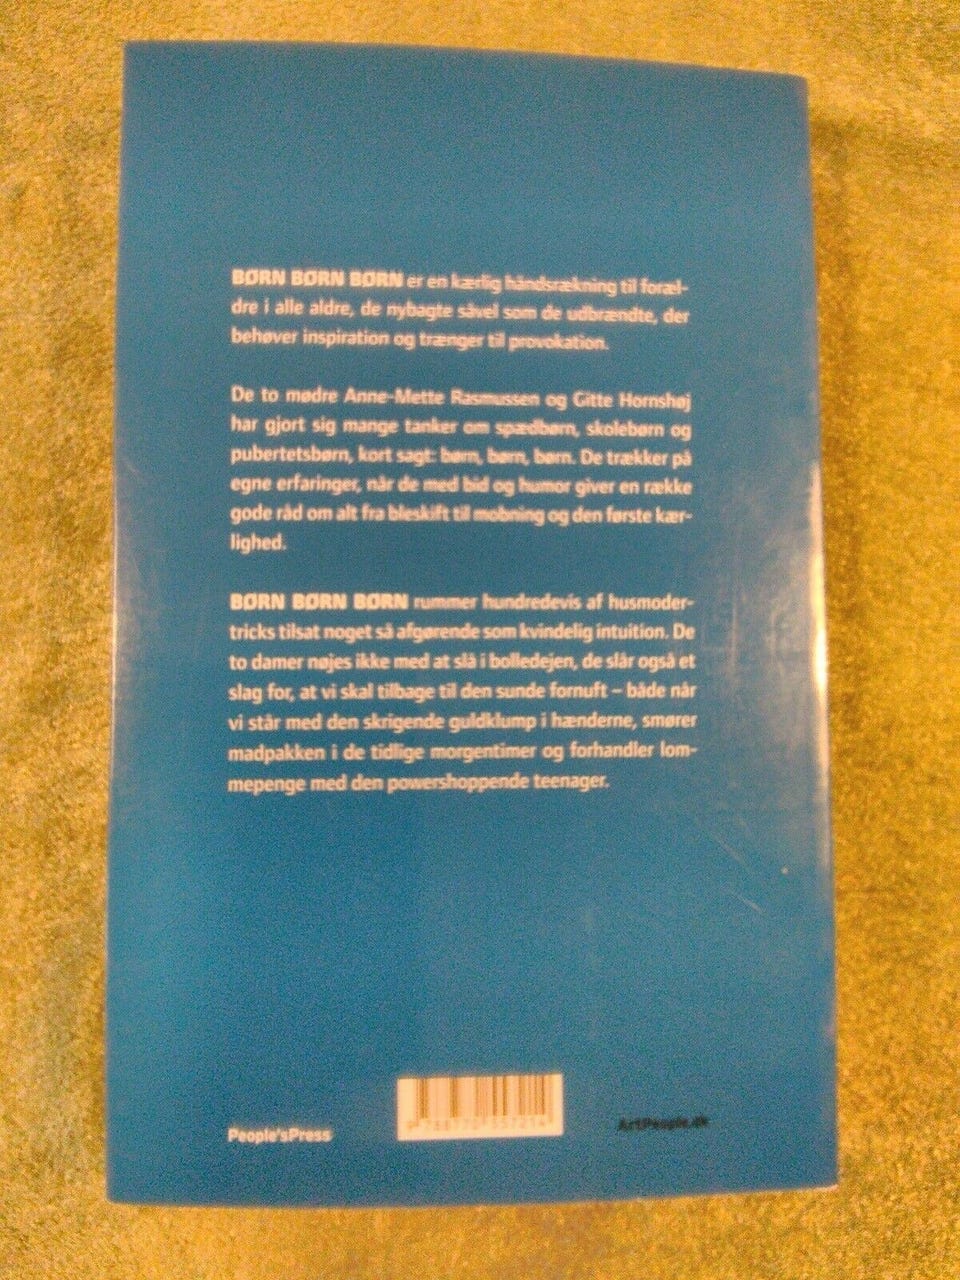 BØRN BØRN BØRN er en kærlig håndsrækning til foræl-
dre i alle aldre, de nybagte såvel som de udbrændte, der
behøver inspiration og trænger til provokation.
De to mødre Anne-Mette Rasmussen og Gitte Hornshøj
har gjort sig mange tanker om spædbørn, skolebørn og
pubertetsbørn, kort sagt: børn, børn, børn. De trækker på
egne erfaringer, når de med bid og humor giver en række
gode råd om alt fra bleskift til mobning og den første kær-
lighed.
BØRN BØRN BØRN rummer hundredevis af husmoder-
tricks tilsat noget så afgørende som kvindelig intuition. De
to damer nøjes ikke med at slå i bolledejen, de slår også et
slag for, at vi skal tilbage til den sunde fornuft – både når
vi står med den skrigende guldklump i hænderne, smører
madpakken i de tidlige morgentimer og forhandler lom-
mepenge med den powershoppende teenager.
9 788770 557214
People'sPress
ArtPeople.dk